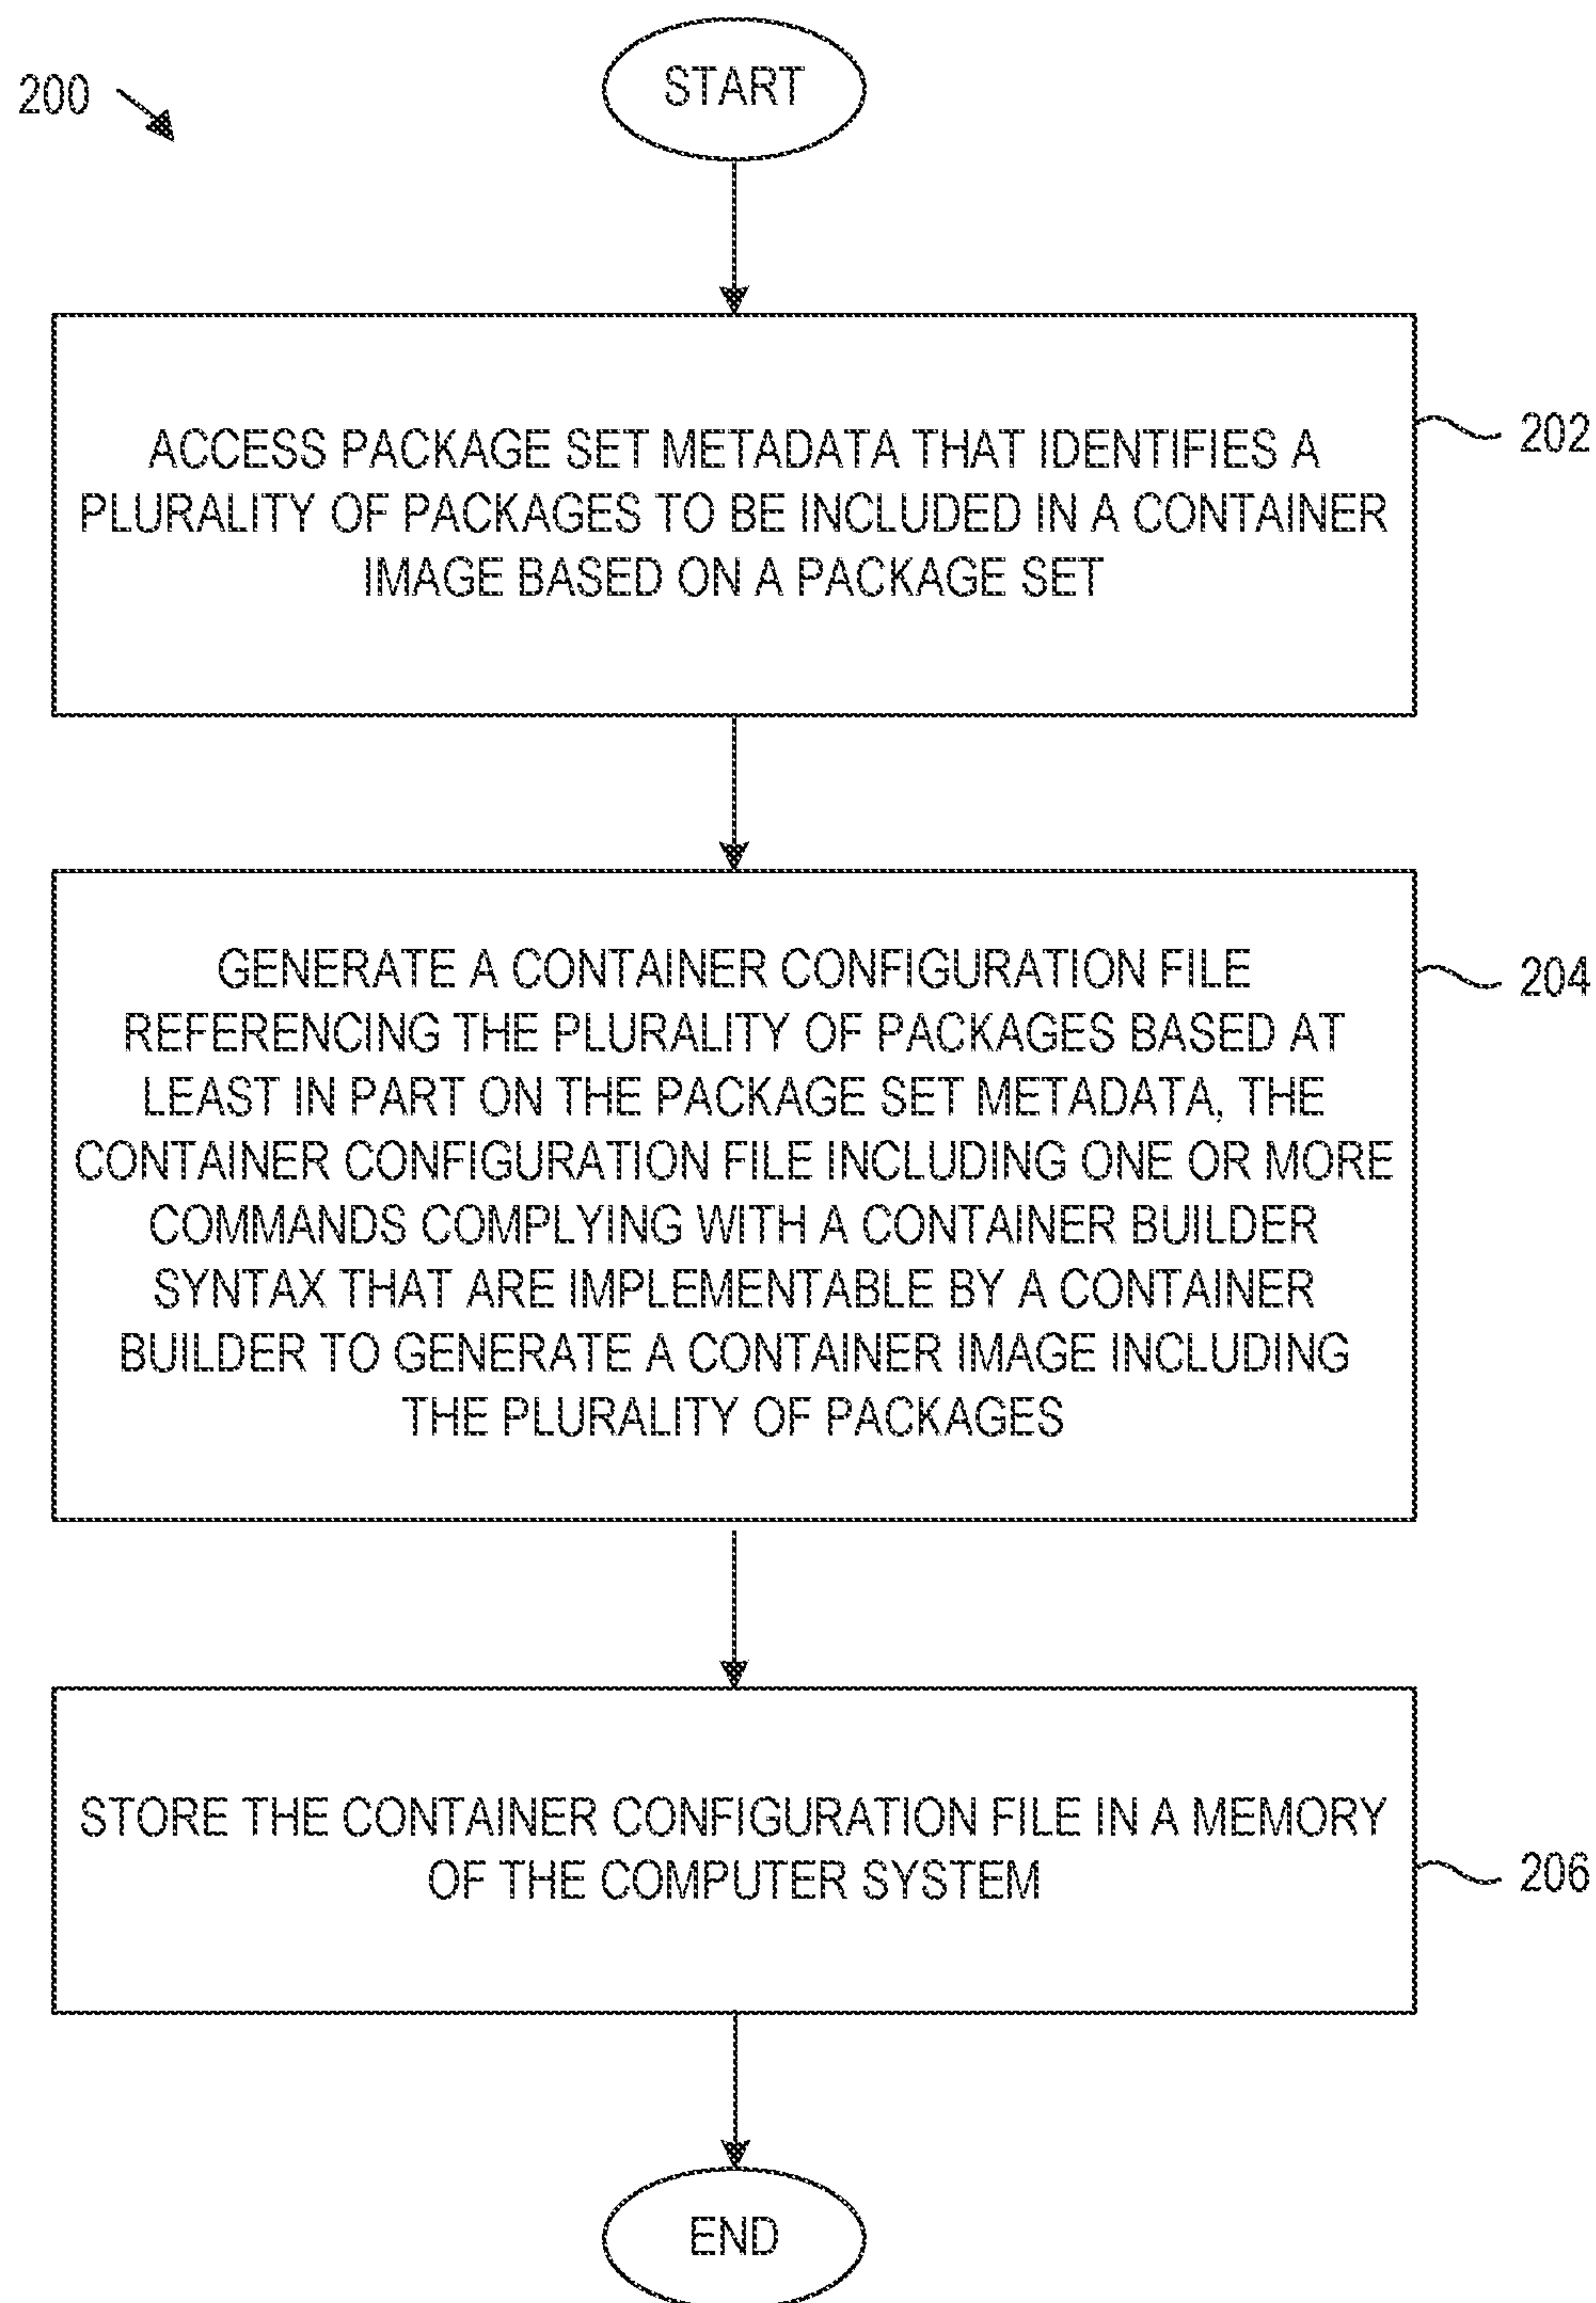 200
START
ACCESS PACKAGE SET METADATA THAT IDENTIFIES A
PLURALITY OF PACKAGES TO BE INCLUDED IN A CONTAINER
IMAGE BASED ON A PACKAGE SET
202
GENERATE A CONTAINER CONFIGURATION FILE
REFERENCING THE PLURALITY OF PACKAGES BASED AT
LEAST IN PART ON THE PACKAGE SET METADATA, THE
CONTAINER CONFIGURATION FILE INCLUDING ONE OR MORE
COMMANDS COMPLYING WITH A CONTAINER BUILDER
SYNTAX THAT ARE IMPLEMENTABLE BY A CONTAINER
BUILDER TO GENERATE A CONTAINER IMAGE INCLUDING
THE PLURALITY OF PACKAGES
204
STORE THE CONTAINER CONFIGURATION FILE IN A MEMORY
OF THE COMPUTER SYSTEM
206
END